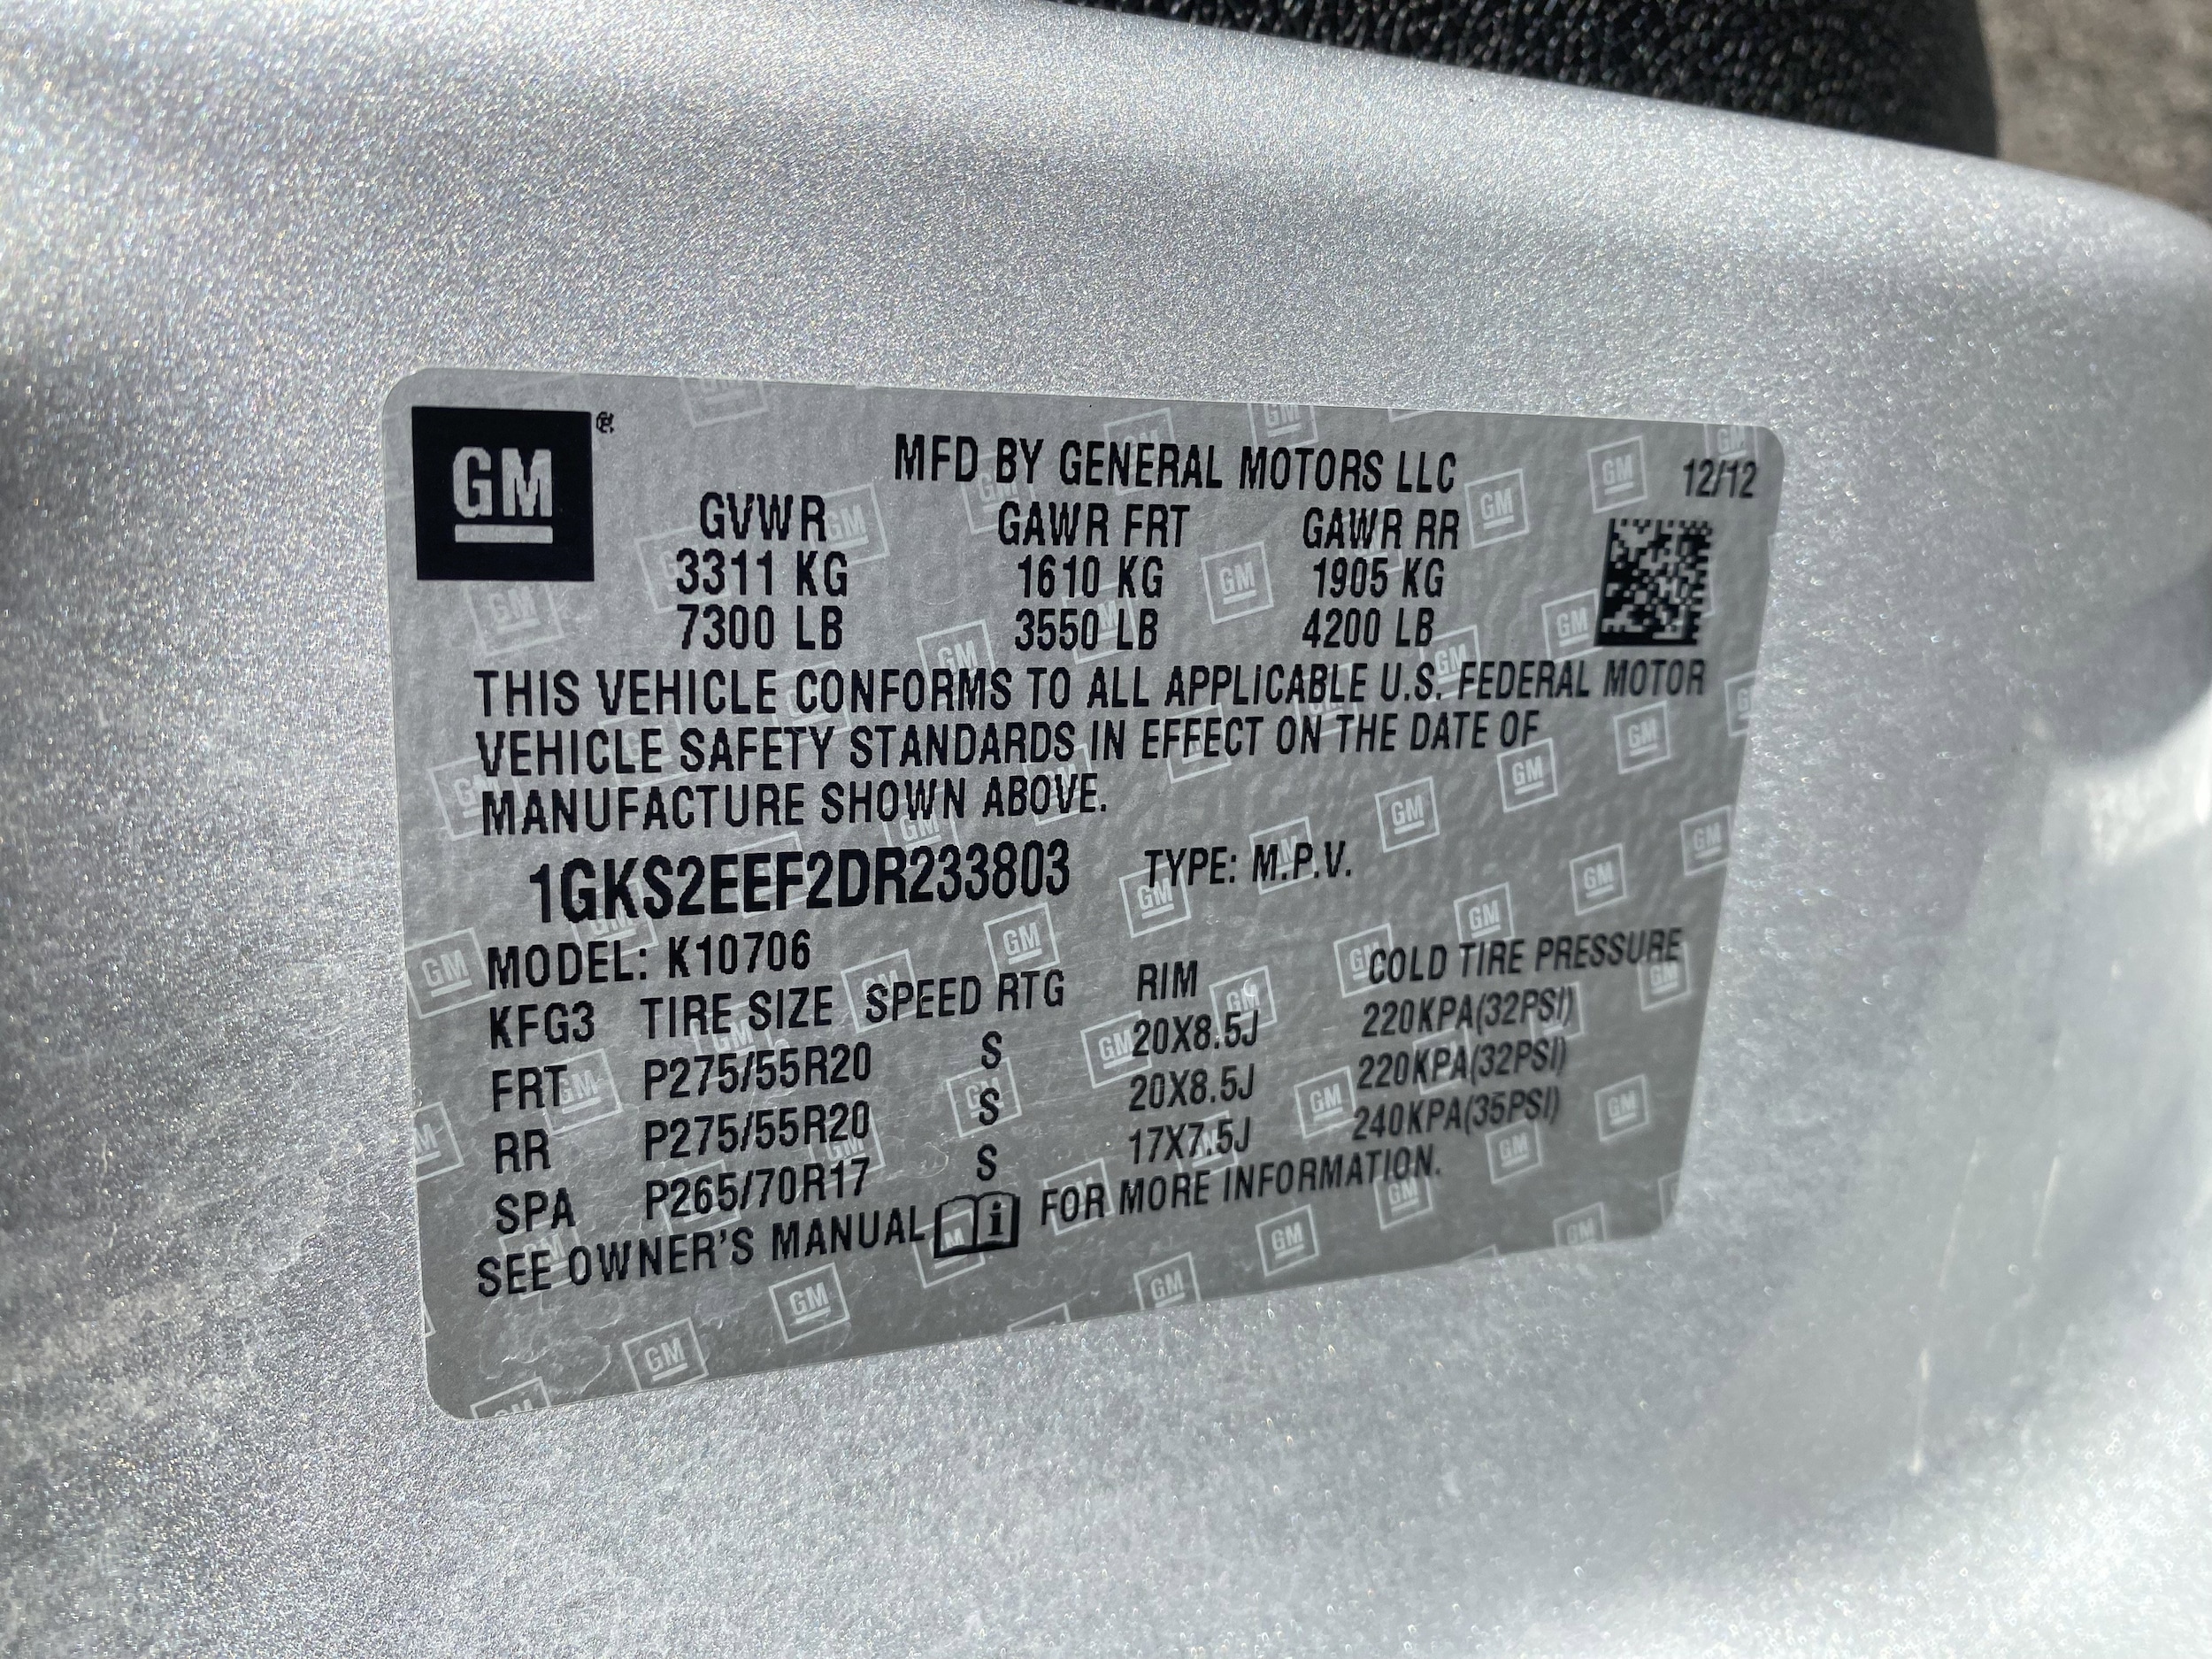 GM
MFD BY GENERAL MOTORS LLC 12/12
GVWR GAWR FRT GAWR RR
3311 KG 1610 KG 1905 KG
7300 LB 3550 LB 4200 LB
THIS VEHICLE CONFORMS TO ALL APPLICABLE U.S. FEDERAL MOTOR
VEHICLE SAFETY STANDARDS IN EFFECT ON THE DATE OF
MANUFACTURE SHOWN ABOVE.
1GKS2EEF2DR233803 TYPE: M.P.V.
MODEL: K10706
KFG3 TIRE SIZE SPEED RTG RIM COLD TIRE PRESSURE
FRT P275/55R20 S 20X8.5J 220KPA(32PSI)
RR P275/55R20 S 20X8.5J 220KPA(32PSI)
SPA P265/70R17 S 17X7.5J 240KPA(35PSI)
SEE OWNER'S MANUAL FOR MORE INFORMATION.